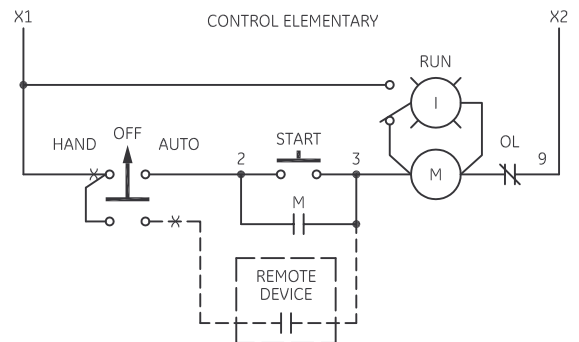 X1 CONTROL ELEMENTARY X2
RUN
I
HAND OFF AUTO 2 START 3 OL 9
M
M
REMOTE
DEVICE